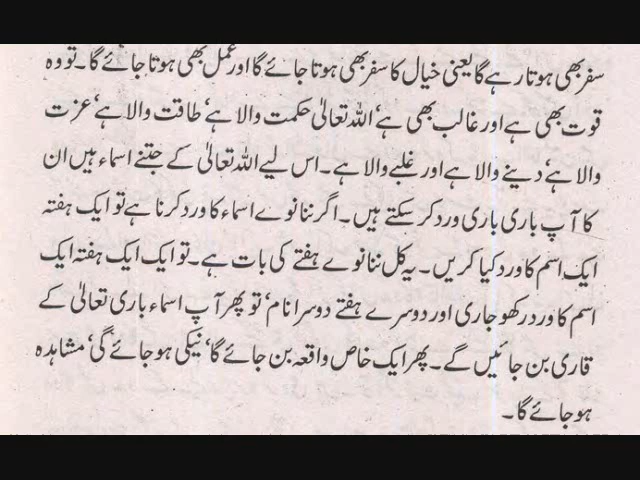 سفر بھی ہوتا رہے گا یعنی خیال کا سفر بھی ہوتا جائے گا اور عمل بھی ہوتا جائے گا۔ تو وہ
قوت بھی ہے اور غالب بھی ہے، اللہ تعالیٰ حکمت والا ہے، طاقت والا ہے، عزت
والا ہے، دینے والا ہے اور غلبے والا ہے۔ اس لیے اللہ تعالیٰ کے جتنے اسماء ہیں ان
کا آپ باری باری ورد کر سکتے ہیں۔ اگر ننانوے اسماء کا ورد کرنا ہے تو ایک ہفتہ
ایک اسم کا ورد کیا کریں۔ یہ کل ننانوے ہفتے کی بات ہے۔ تو ایک ایک ہفتہ ایک
اسم کا ورد رکھو جاری اور دوسرے ہفتے دوسرا نام، تو پھر آپ اسماء باری تعالیٰ کے
قاری بن جائیں گے۔ پھر ایک خاص واقعہ بن جائے گا، نیکی ہو جائے گی، مشاہدہ
ہو جائے گا۔